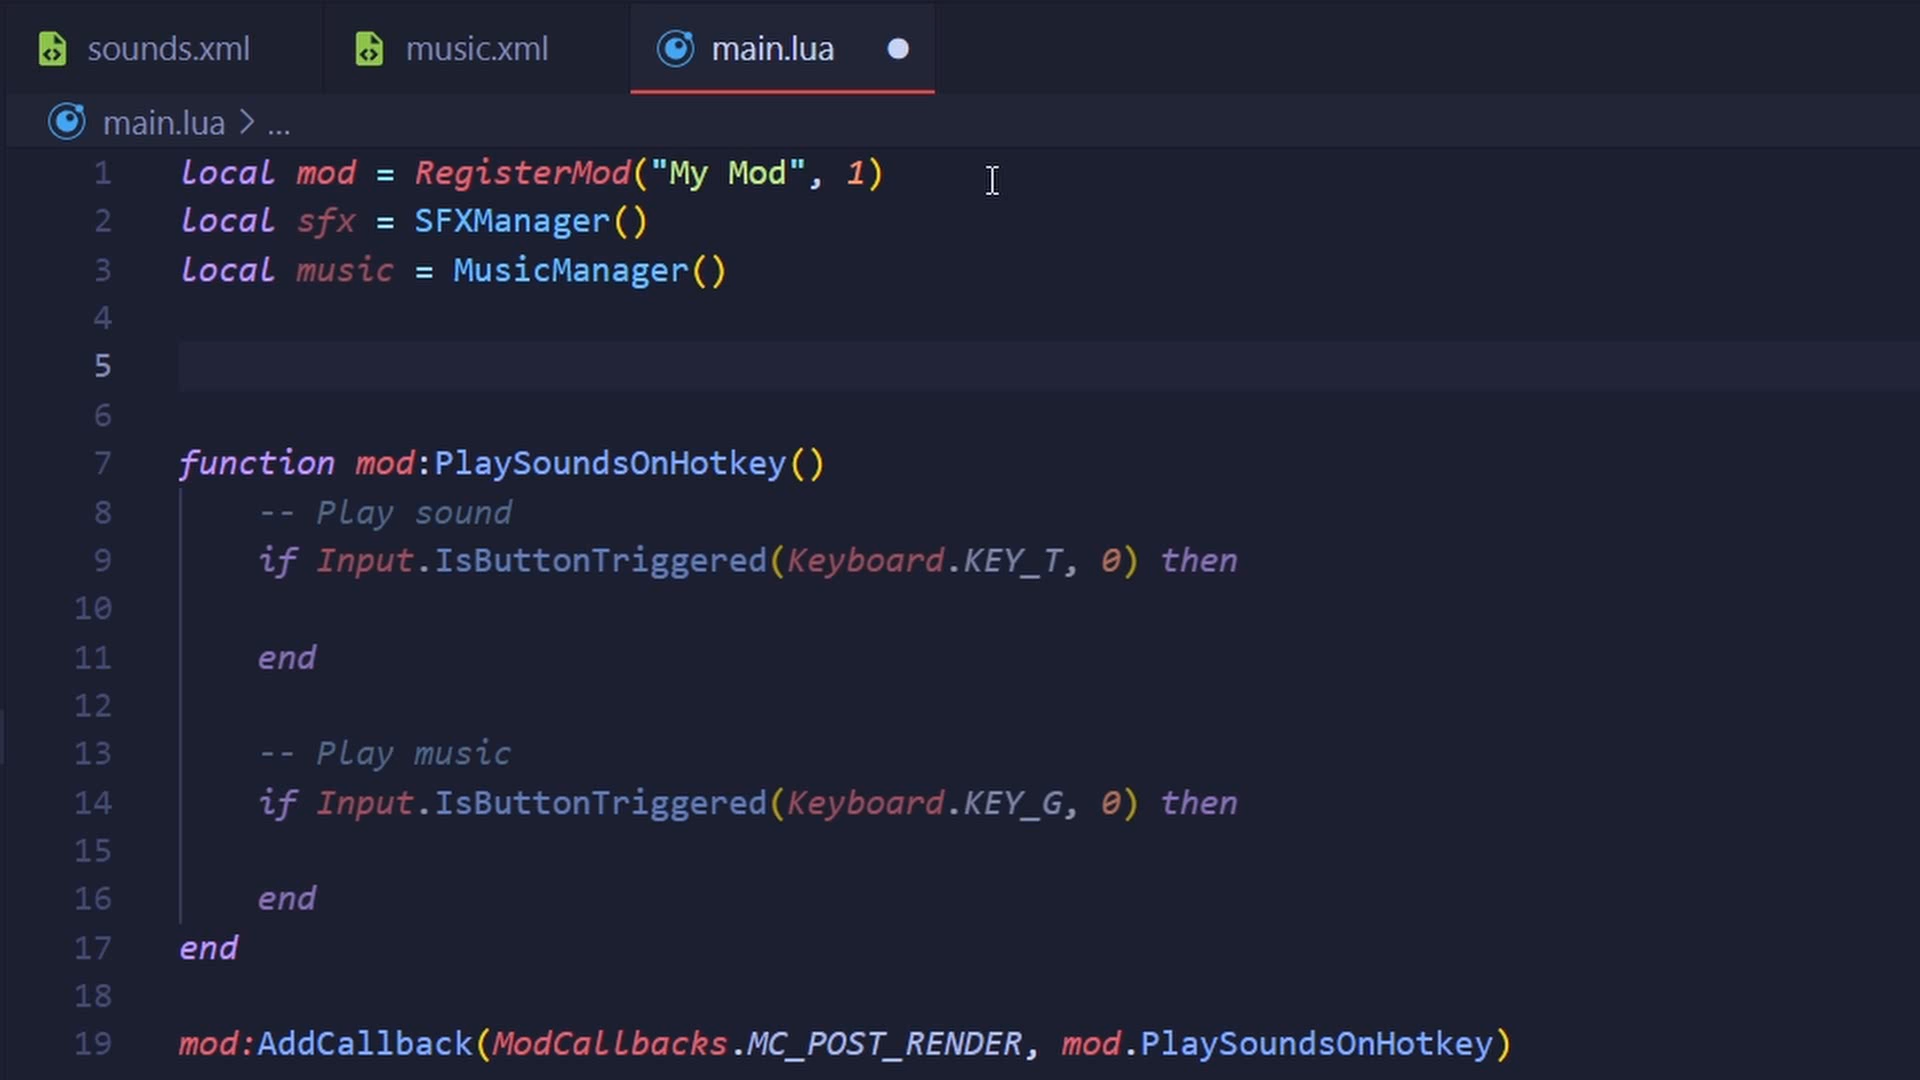 sounds.xml music.xml main.lua
main.lua > ...
1 local mod = RegisterMod("My Mod", 1)
2 local sfx = SFXManager()
3 local music = MusicManager()
4
5
6
7 function mod:PlaySoundsOnHotkey()
8 -- Play sound
9 if Input.IsButtonTriggered(Keyboard.KEY_T, 0) then
10
11 end
12
13 -- Play music
14 if Input.IsButtonTriggered(Keyboard.KEY_G, 0) then
15
16 end
17 end
18
19 mod:AddCallback(ModCallbacks.MC_POST_RENDER, mod.PlaySoundsOnHotkey)